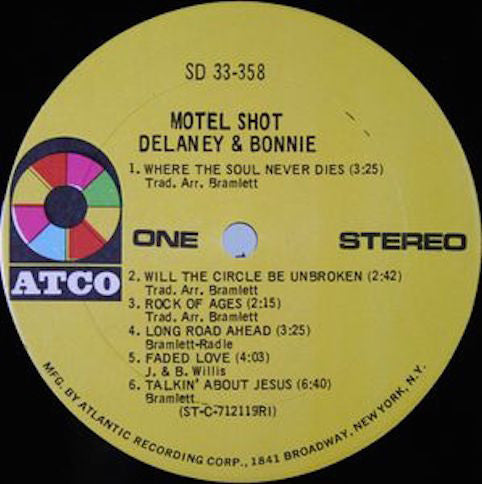 SD 33-358
MOTEL SHOT
DELANEY & BONNIE
1. WHERE THE SOUL NEVER DIES (3:25)
Trad. Arr. Bramlett
ONE
STEREO
ATCO
2. WILL THE CIRCLE BE UNBROKEN (2:42)
Trad. Arr. Bramlett
3. ROCK OF AGES (2:15)
Trad. Arr. Bramlett
4. LONG ROAD AHEAD (3:25)
Bramlett-Radle
5. FADED LOVE (4:03)
J. & B. Willis
6. TALKIN' ABOUT JESUS (6:40)
Bramlett
(ST-C-712119RI)
MFG. BY ATLANTIC RECORDING CORP., 1841 BROADWAY, NEW YORK, N.Y.